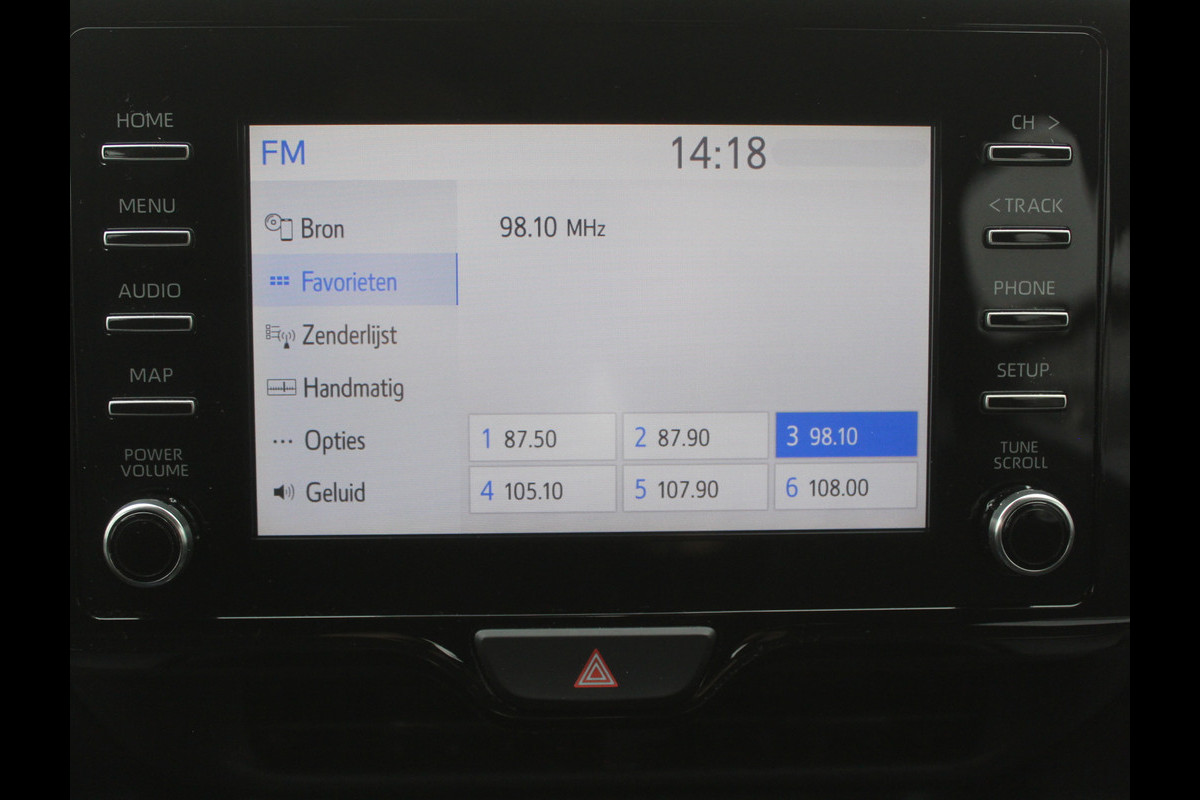 HOME
MENU
AUDIO
MAP
POWER
VOLUME
FM 14:18
Bron
Favorieten
Zenderlijst
Handmatig
Opties
Geluid
98.10 MHz
1 87.50 2 87.90 3 98.10
4 105.10 5 107.90 6 108.00
CH >
< TRACK
PHONE
SETUP
TUNE
SCROLL